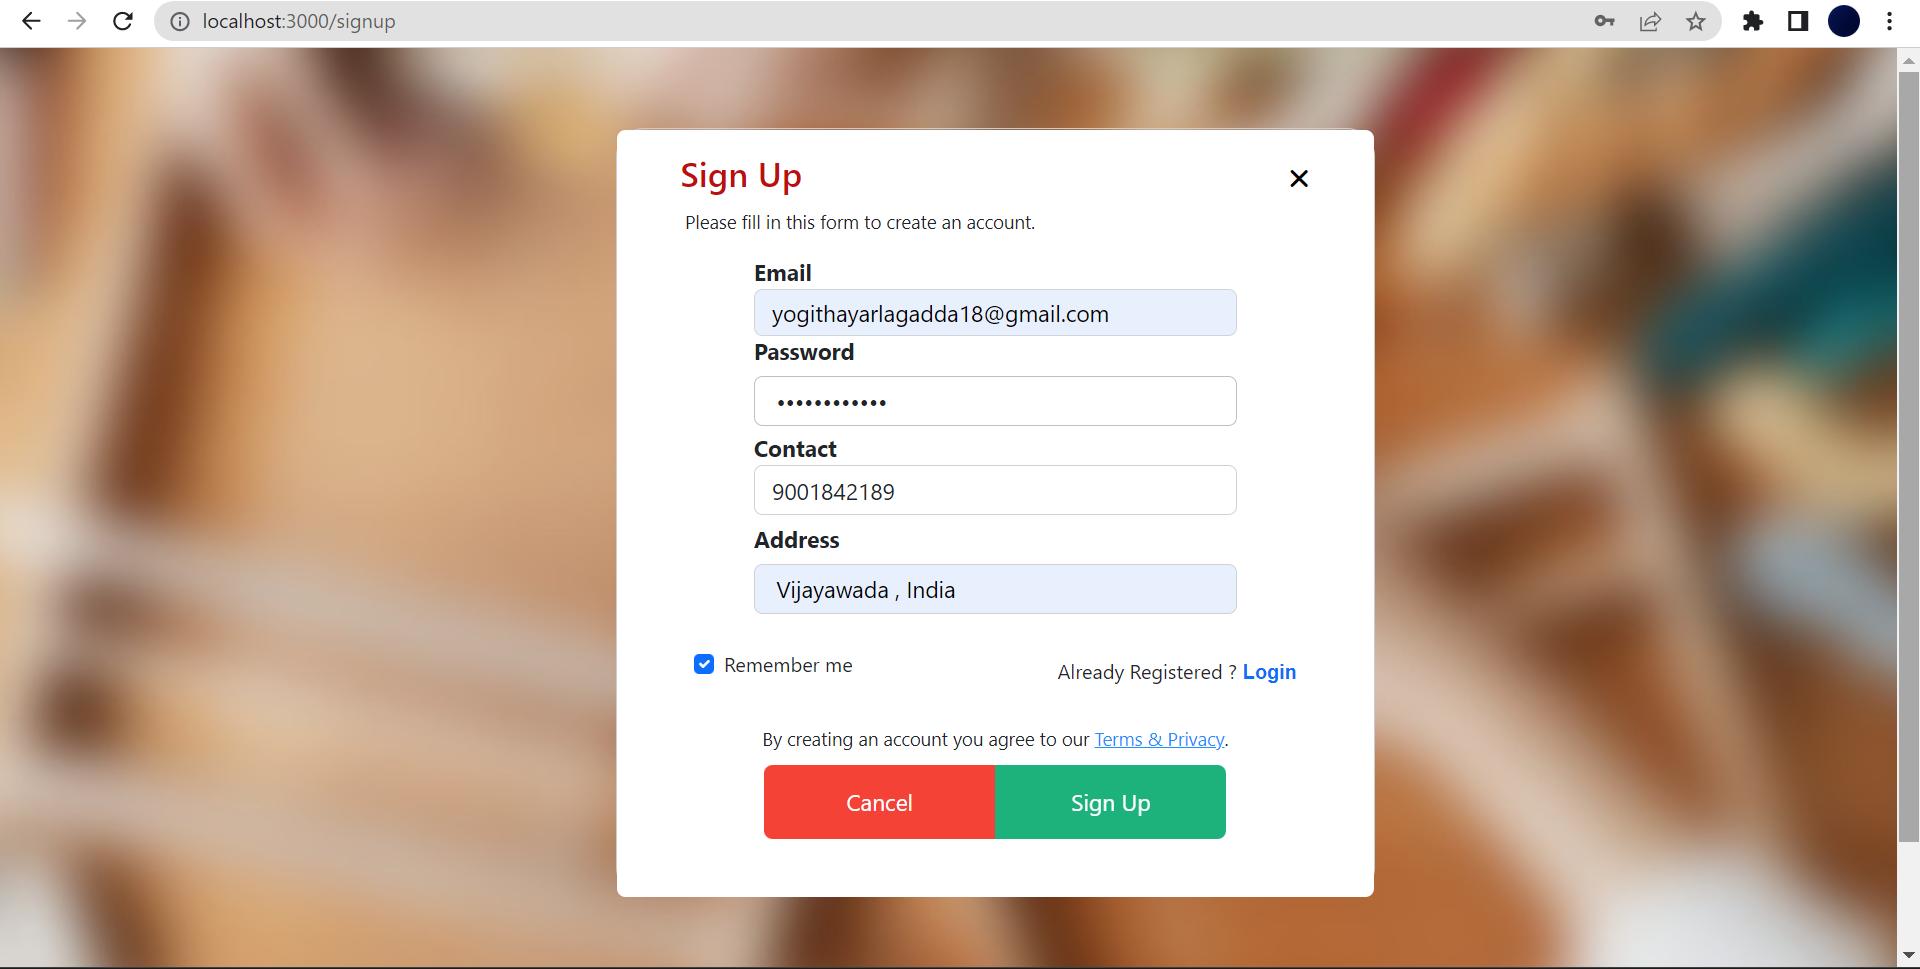 localhost:3000/signup
Sign Up
Please fill in this form to create an account.
Email
yogithayarlagadda18@gmail.com
Password
••••••••••••
Contact
9001842189
Address
Vijayawada , India
Remember me
Already Registered ? Login
By creating an account you agree to our Terms & Privacy.
Cancel
Sign Up